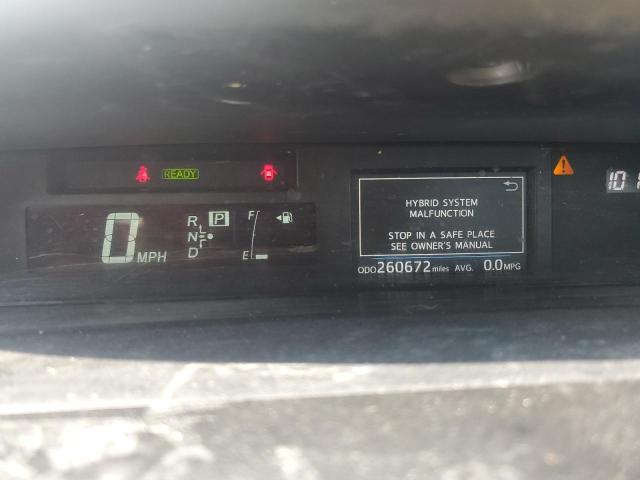 READY
0 MPH
R P
N
D
F
E
HYBRID SYSTEM
MALFUNCTION
STOP IN A SAFE PLACE
SEE OWNER'S MANUAL
ODO 260672 miles AVG. 0.0 MPG